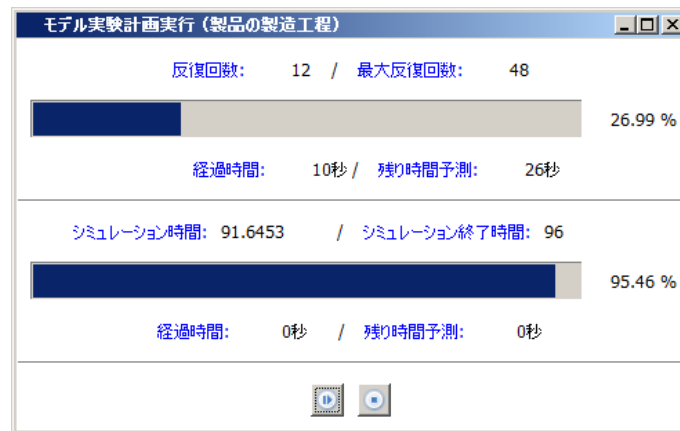 モデル実験計画実行(製品の製造工程)
反復回数: 12 / 最大反復回数: 48
26.99 %
経過時間: 10秒 / 残り時間予測: 26秒
シミュレーション時間: 91.6453 / シミュレーション終了時間: 96
95.46 %
経過時間: 0秒 / 残り時間予測: 0秒